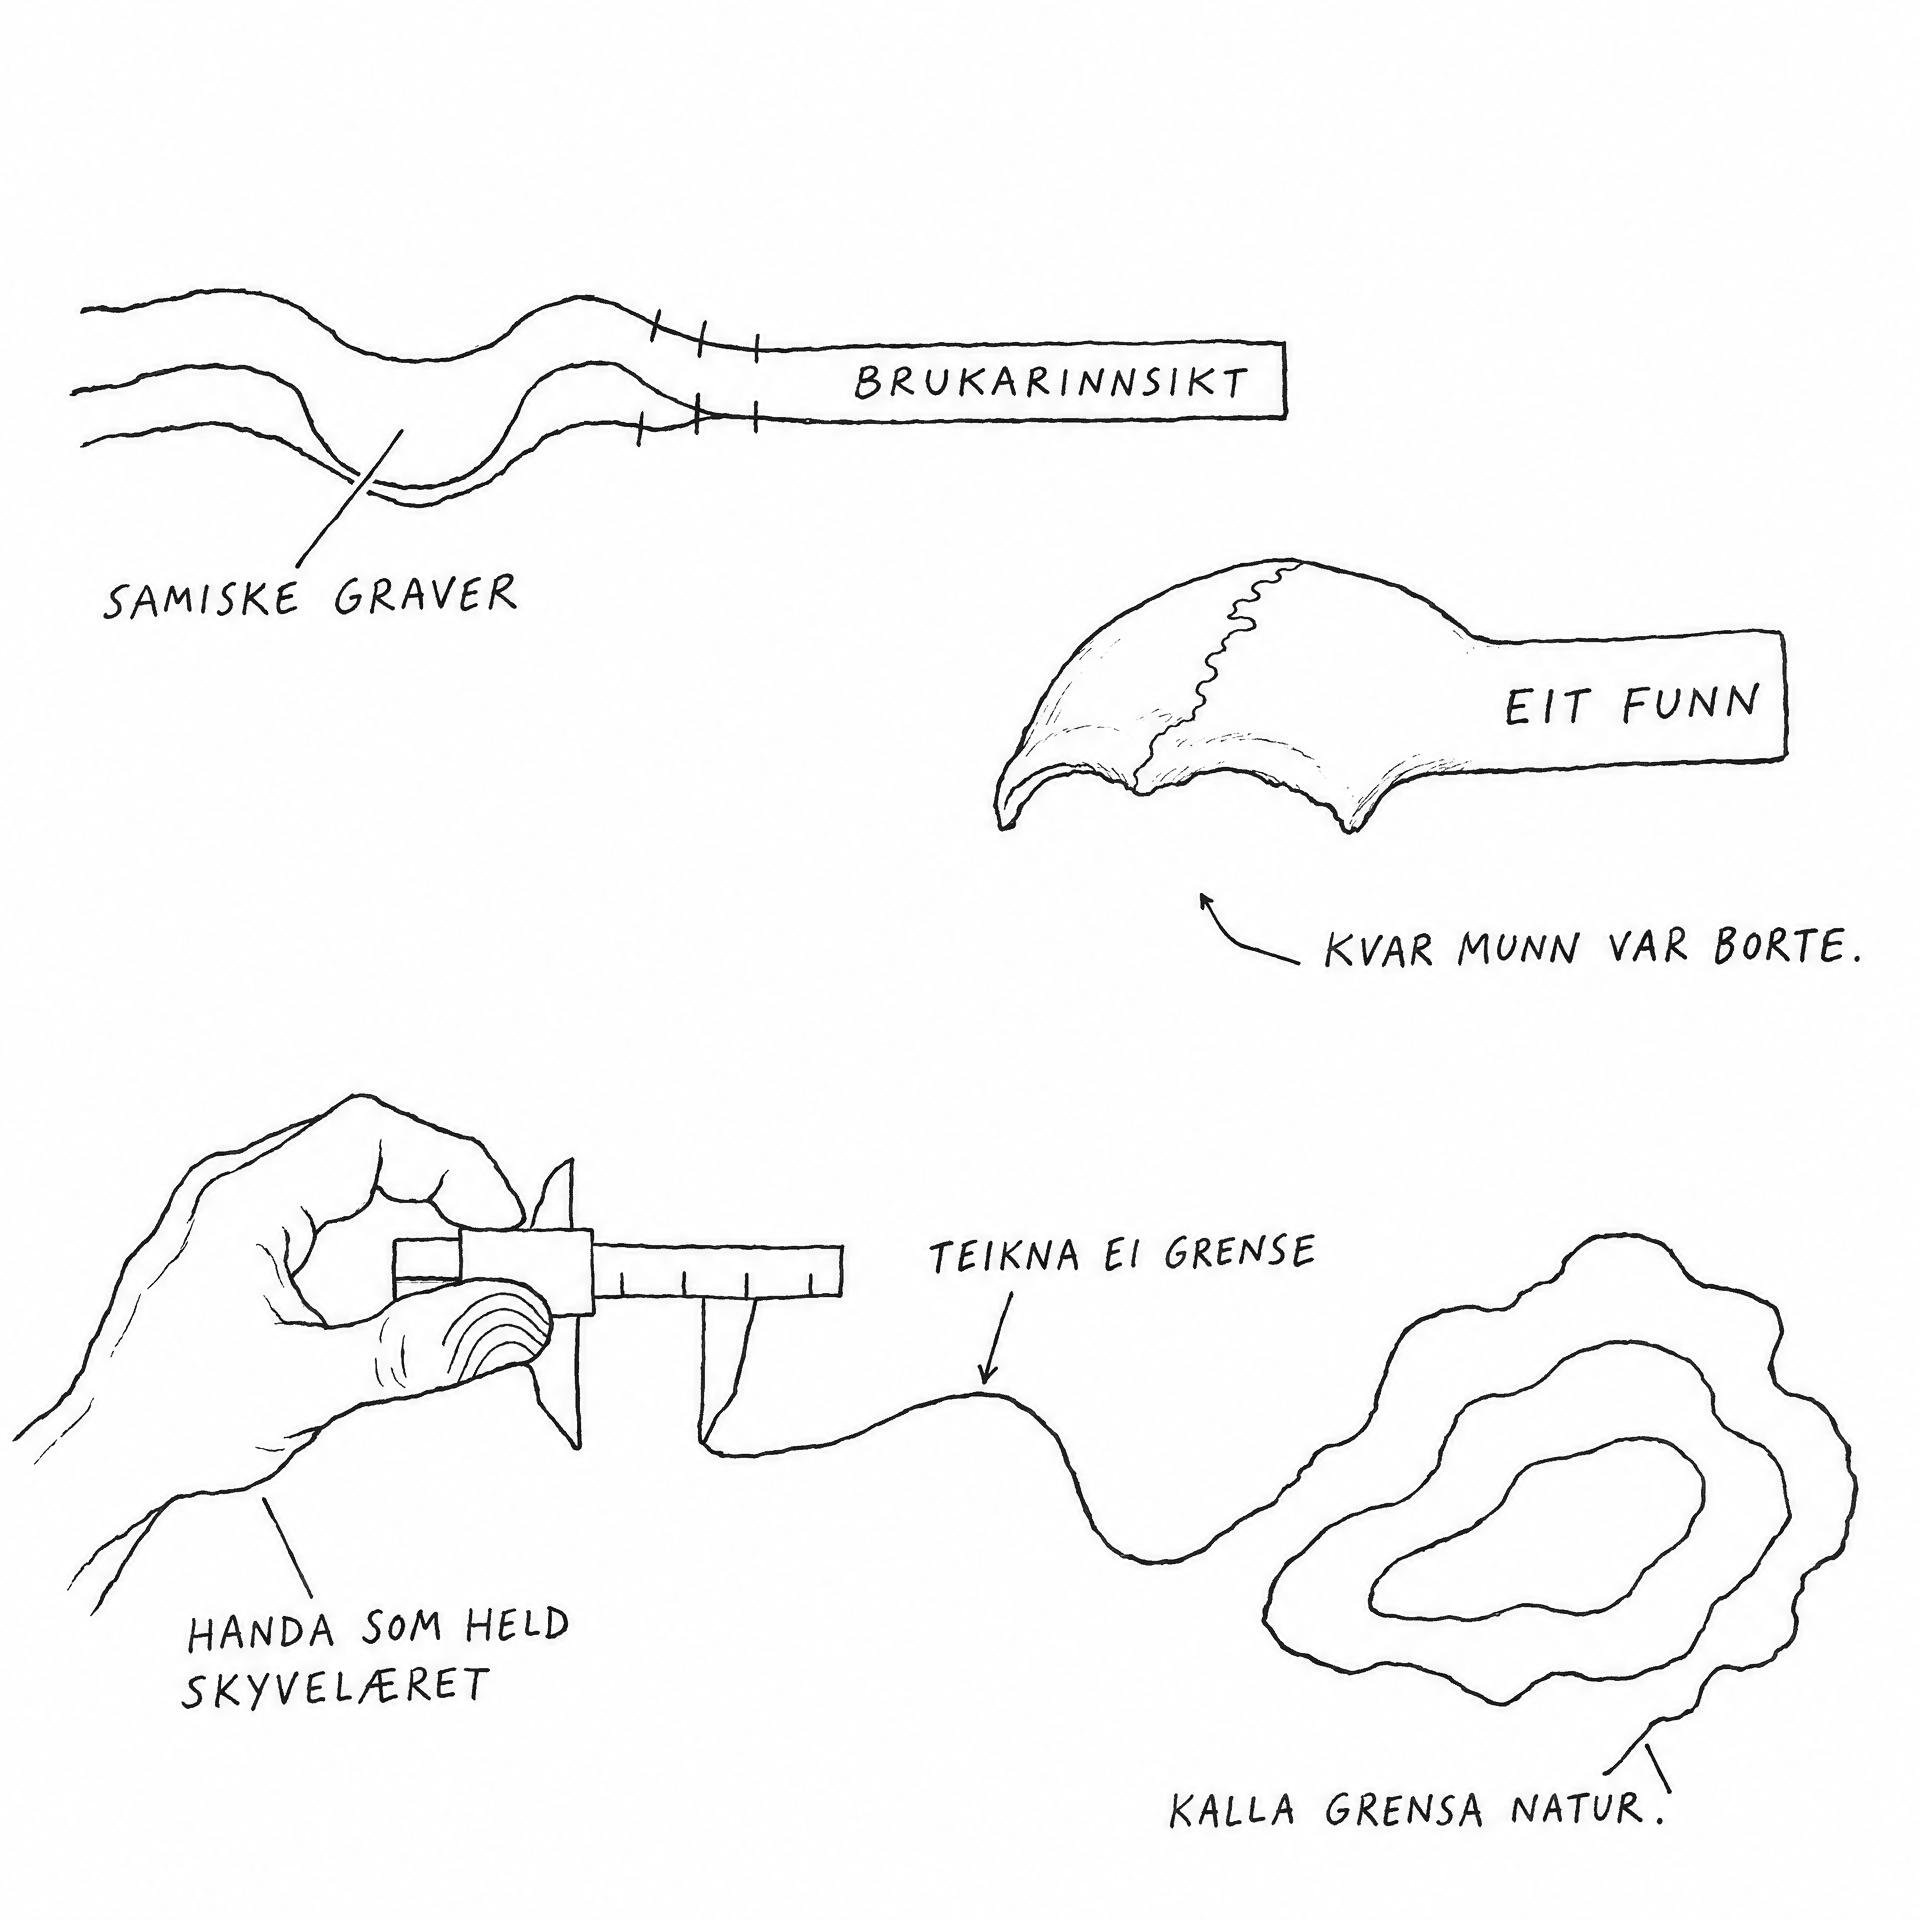 BRUKARINNSIKT
SAMISKE GRAVER
EIT FUNN
KVAR MUNN VAR BORTE.
TEIKNA EI GRENSE
HANDA SOM HELD
SKYVELÆRET
KALLA GRENSA NATUR.